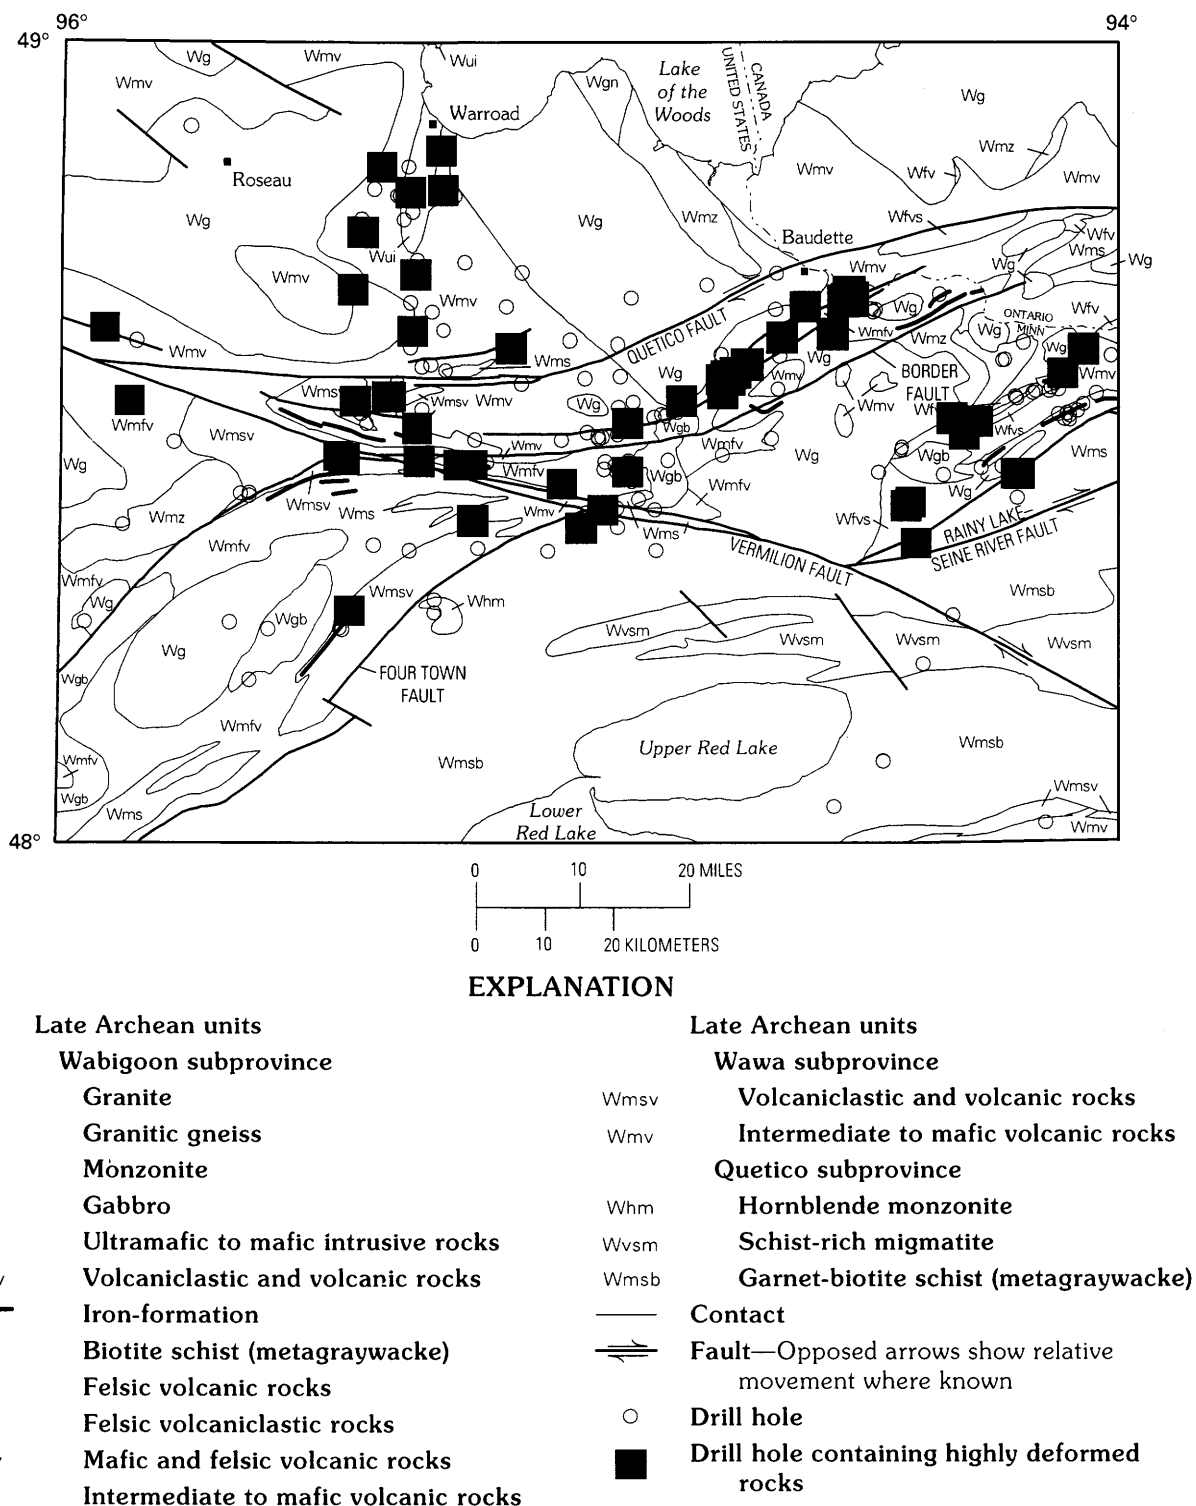 96°
94°
49°
Wg
Wmv
Wui
Wmv
Wgn
Lake
of the
Woods
CANADA
UNITED STATES
Wg
Warroad
Wmz
Roseau
Wmv
Wfv
Wmv
Wg
Wg
Wmz
Wfvs
Baudette
Wfv
Wms
Wui
Wg
Wg
Wmv
Wmv
Wmv
Wg
Wfv
ONTARIO
MINN
QUETICO FAULT
Wmfv
Wmz
Wg
Wmv
Wms
Wg
Wg
Wmv
Wg
Wmv
BORDER
FAULT
Wms
Wmsv
Wmv
Wg
Wmv
Wmfv
Wmsv
Wgb
Wfvs
Wmv
Wmfv
Wg
Wmfv
Wgb
Wg
Wgb
Wms
Wmfv
Wg
Wmsv
Wms
Wmv
Wmz
Wfvs
RAINY LAKE–
SEINE RIVER FAULT
Wms
VERMILION FAULT
Wmfv
Wmfv
Wg
Wmsv
Whm
Wmsb
Wgb
Wvsm
Wvsm
Wvsm
Wvsm
Wg
FOUR TOWN
FAULT
Wgb
Wmfv
Wmfv
Wmsb
Upper Red Lake
Wmsb
Wgb
Wms
Lower
Red Lake
Wmsv
Wmv
48°
0 10 20 MILES
0 10 20 KILOMETERS
EXPLANATION
Late Archean units
Wabigoon subprovince
Granite
Granitic gneiss
Monzonite
Gabbro
Ultramafic to mafic intrusive rocks
Volcaniclastic and volcanic rocks
Iron-formation
Biotite schist (metagraywacke)
Felsic volcanic rocks
Felsic volcaniclastic rocks
Mafic and felsic volcanic rocks
Intermediate to mafic volcanic rocks
Late Archean units
Wawa subprovince
Wmsv Volcaniclastic and volcanic rocks
Wmv Intermediate to mafic volcanic rocks
Quetico subprovince
Whm Hornblende monzonite
Wvsm Schist-rich migmatite
Wmsb Garnet-biotite schist (metagraywacke)
Contact
Fault—Opposed arrows show relative
movement where known
Drill hole
Drill hole containing highly deformed
rocks